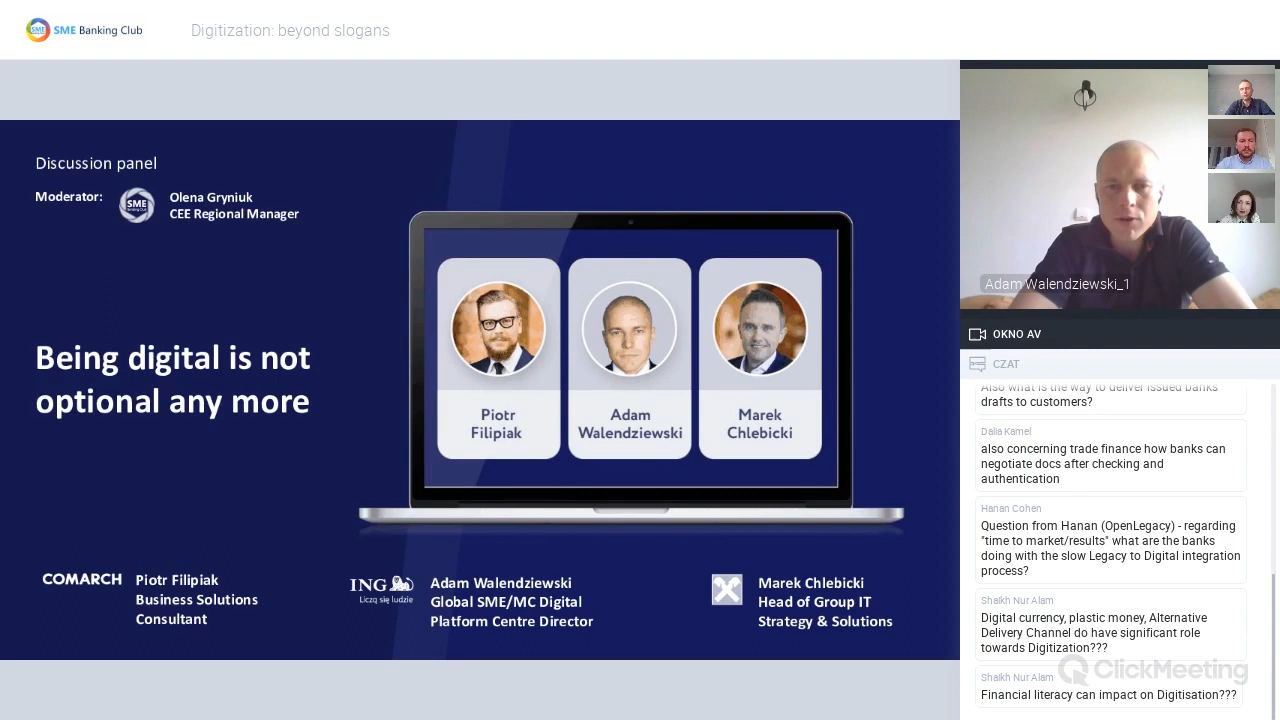 SME
SME Banking Club
Digitization: beyond slogans
Discussion panel
Moderator:
SME
Banking Club
Olena Gryniuk
CEE Regional Manager
Being digital is not
optional any more
Piotr
Filipiak
Adam
Walendziewski
Marek
Chlebicki
COMARCH
Piotr Filipiak
Business Solutions
Consultant
ING
Liczą się ludzie
Adam Walendziewski
Global SME/MC Digital
Platform Centre Director
Marek Chlebicki
Head of Group IT
Strategy & Solutions
Adam Walendziewski_1
OKNO AV
CZAT
Also what is the way to deliver issued banks
drafts to customers?
Dalia Kamel
also concerning trade finance how banks can
negotiate docs after checking and
authentication
Hanan Cohen
Question from Hanan (OpenLegacy) - regarding
"time to market/results" what are the banks
doing with the slow Legacy to Digital integration
process?
Shaikh Nur Alam
Digital currency, plastic money, Alternative
Delivery Channel do have significant role
towards Digitization???
Shaikh Nur Alam
Financial literacy can impact on Digitisation???
ClickMeeting